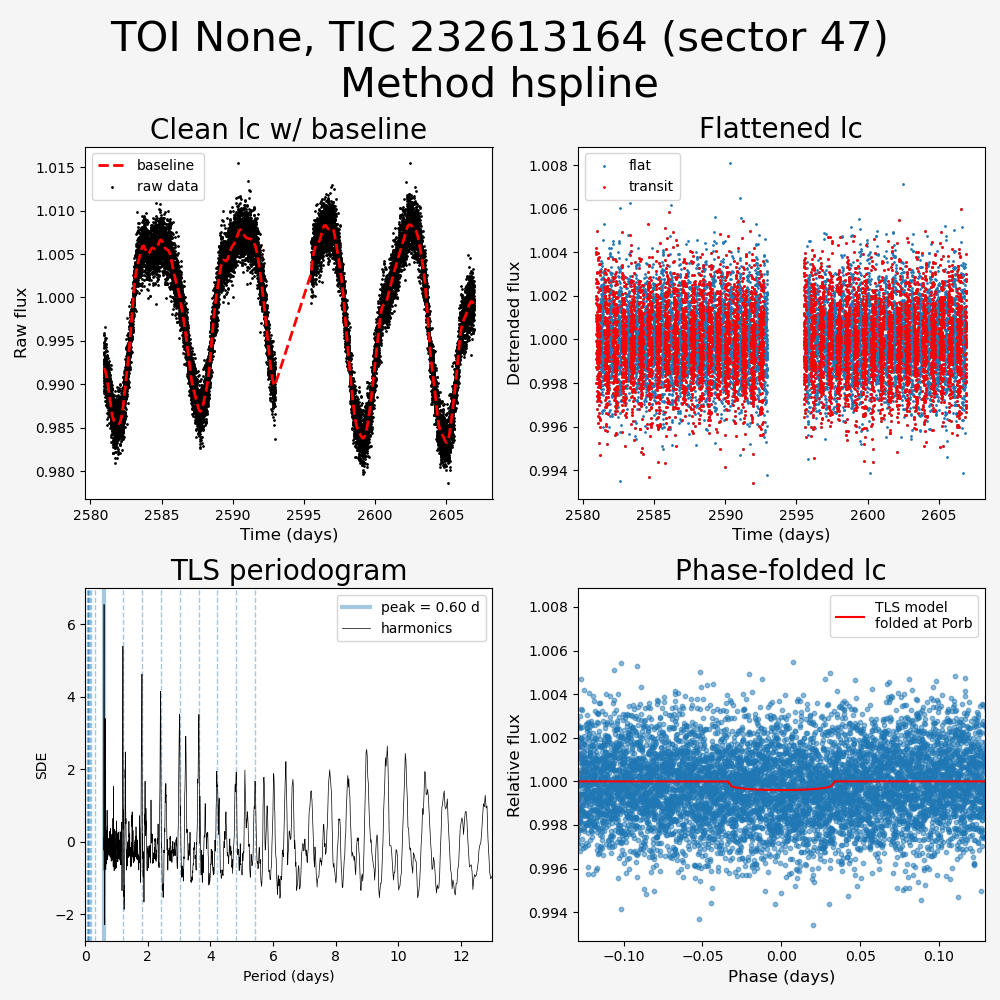 TOI None, TIC 232613164 (sector 47)
Method hspline
Clean lc w/ baseline
Flattened lc
baseline
raw data
1.015
1.010
1.005
1.000
0.995
0.990
0.985
0.980
Raw flux
2580 2585 2590 2595 2600 2605
Time (days)
flat
transit
1.008
1.006
1.004
1.002
1.000
0.998
0.996
0.994
Detrended flux
2580 2585 2590 2595 2600 2605
Time (days)
TLS periodogram
Phase-folded lc
peak = 0.60 d
harmonics
6
4
2
0
−2
SDE
0 2 4 6 8 10 12
Period (days)
TLS model
folded at Porb
1.008
1.006
1.004
1.002
1.000
0.998
0.996
0.994
Relative flux
−0.10 −0.05 0.00 0.05 0.10
Phase (days)